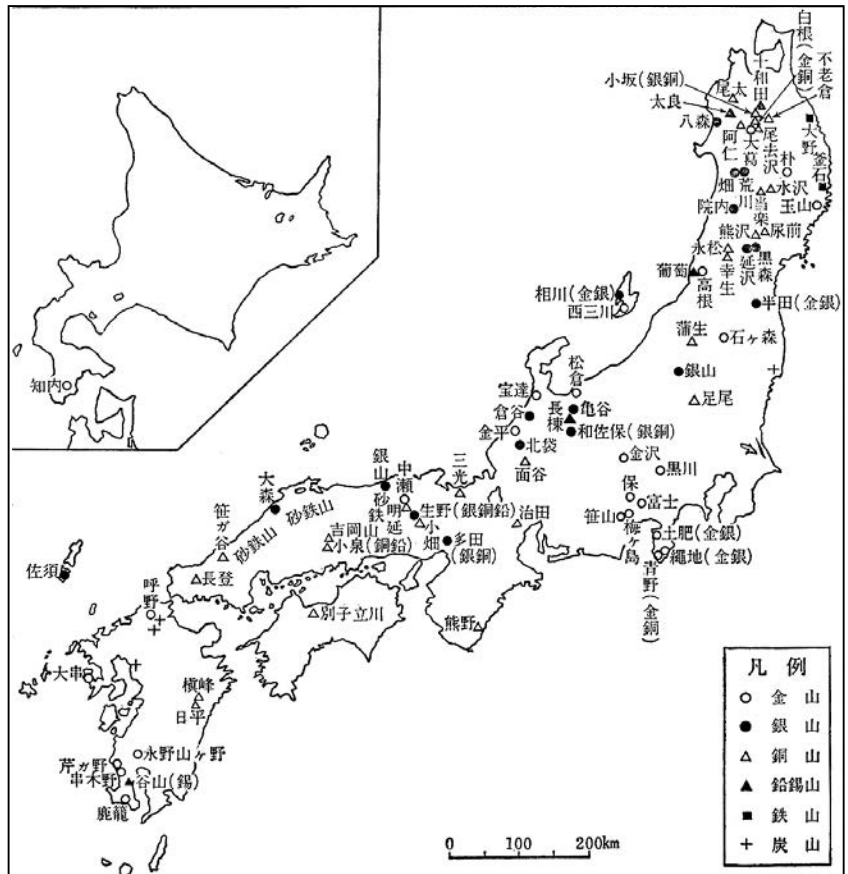 白根(金銅)
不老倉
十和田
小坂(銀銅)
尾太
太良
八森
阿仁
大葛
尾去沢
大野
釜石
朴
畑
荒川
当楽
水沢
玉山
院内
熊沢
尿前
永松
延沢
黒森
幸生
葡萄
高根
相川(金銀)
西三川
半田(金銀)
蒲生
石ヶ森
銀山
足尾
松倉
宝達
倉谷
長棟
亀谷
金平
和佐保(銀銅)
北袋
面谷
金沢
黒川
保
富士
笹山
梅ヶ島
土肥(金銀)
縄地(金銀)
青野(金銅)
知内
三光
中瀬
銀山
砂鉄
明延
生野(銀銅鉛)
小畑
治田
多田(銀銅)
大森
砂鉄山
砂鉄山
吉岡山
小泉(銅鉛)
笹ガ谷
長登
佐須
呼野
別子立川
熊野
大串
槇峰
日平
永野山ヶ野
芹ガ野
串木野
谷山(錫)
鹿籠
凡例
金山
銀山
銅山
鉛錫山
鉄山
炭山
0 100 200km